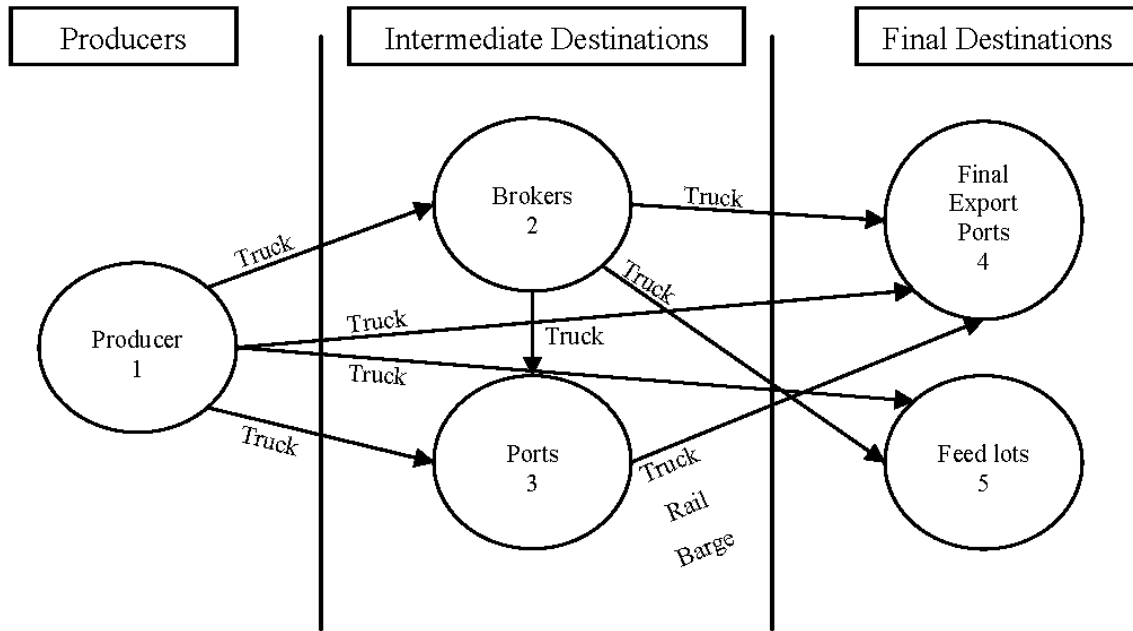 Producers
Intermediate Destinations
Final Destinations
Producer
1
Brokers
2
Ports
3
Final
Export
Ports
4
Feed lots
5
Truck
Truck
Truck
Truck
Truck
Truck
Truck
Truck
Rail
Barge